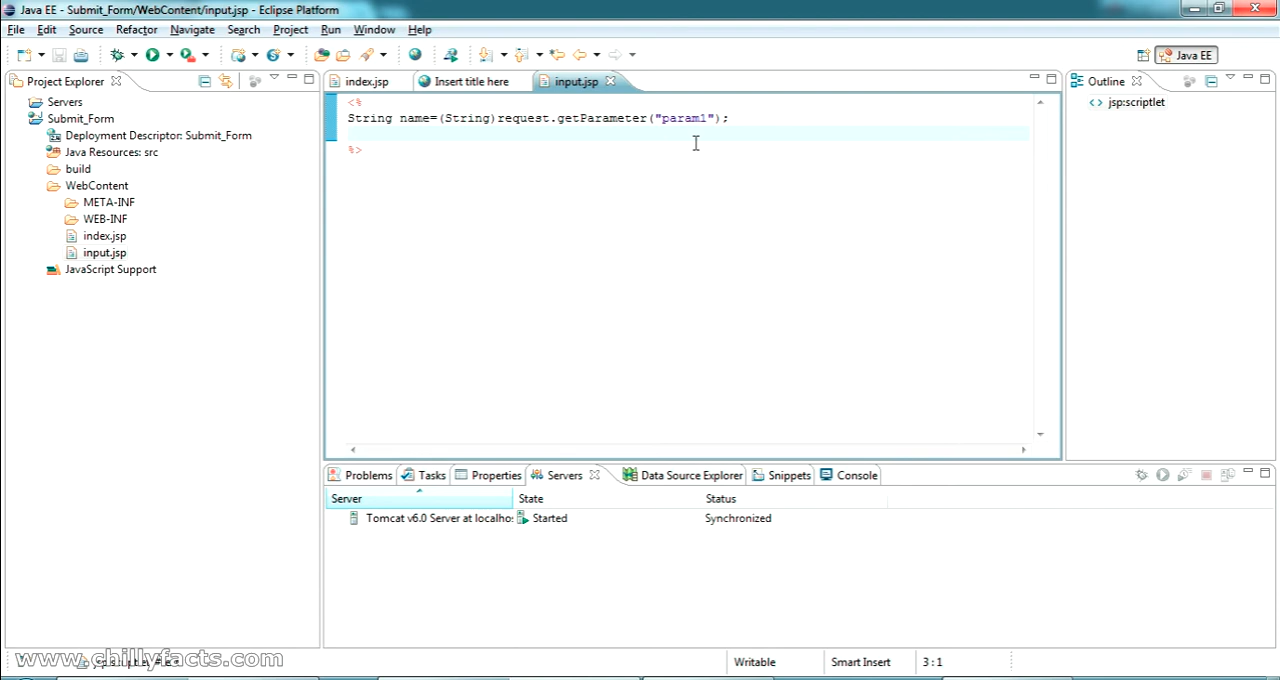 Java EE - Submit_Form/WebContent/input.jsp - Eclipse Platform
File Edit Source Refactor Navigate Search Project Run Window Help
Java EE
Project Explorer
index.jsp Insert title here input.jsp
Outline
Servers
Submit_Form
Deployment Descriptor: Submit_Form
Java Resources: src
build
WebContent
META-INF
WEB-INF
index.jsp
input.jsp
JavaScript Support
<%
String name=(String)request.getParameter("param1");
%>
jsp:scriptlet
Problems Tasks Properties Servers Data Source Explorer Snippets Console
Server State Status
Tomcat v6.0 Server at localho: Started Synchronized
www.chillyfacts.com
Writable Smart Insert 3 : 1